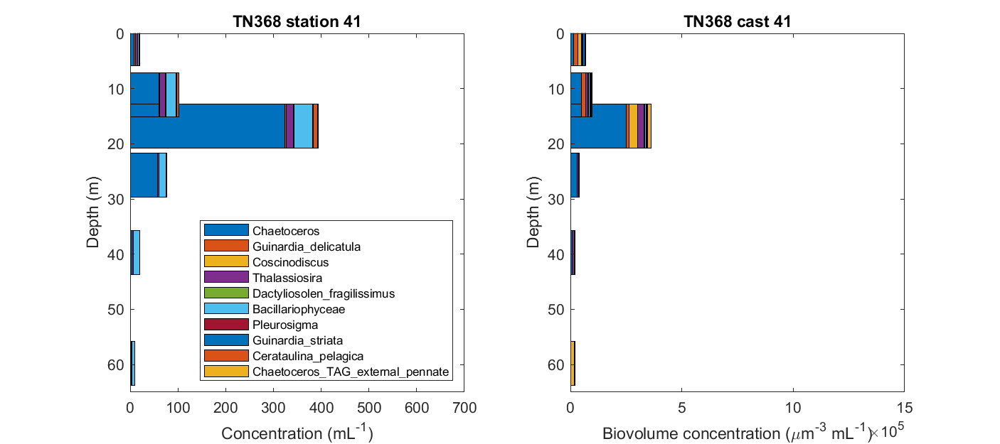 TN368 station 41
0
10
20
30
40
50
60
Depth (m)
Chaetoceros
Guinardia_delicatula
Coscinodiscus
Thalassiosira
Dactyliosolen_fragilissimus
Bacillariophyceae
Pleurosigma
Guinardia_striata
Cerataulina_pelagica
Chaetoceros_TAG_external_pennate
0 100 200 300 400 500 600 700
Concentration (mL⁻¹)
TN368 cast 41
0
10
20
30
40
50
60
Depth (m)
0 5 10 15
Biovolume concentration (μm⁻³ mL⁻¹) ×10⁵